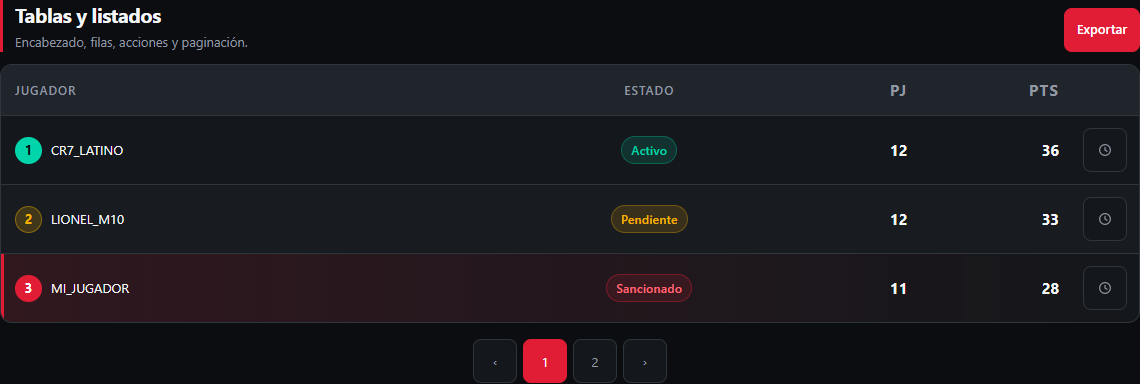 Tablas y listados
Encabezado, filas, acciones y paginación.
Exportar
JUGADOR ESTADO PJ PTS
1 CR7_LATINO Activo 12 36
2 LIONEL_M10 Pendiente 12 33
3 MI_JUGADOR Sancionado 11 28
‹ 1 2 ›